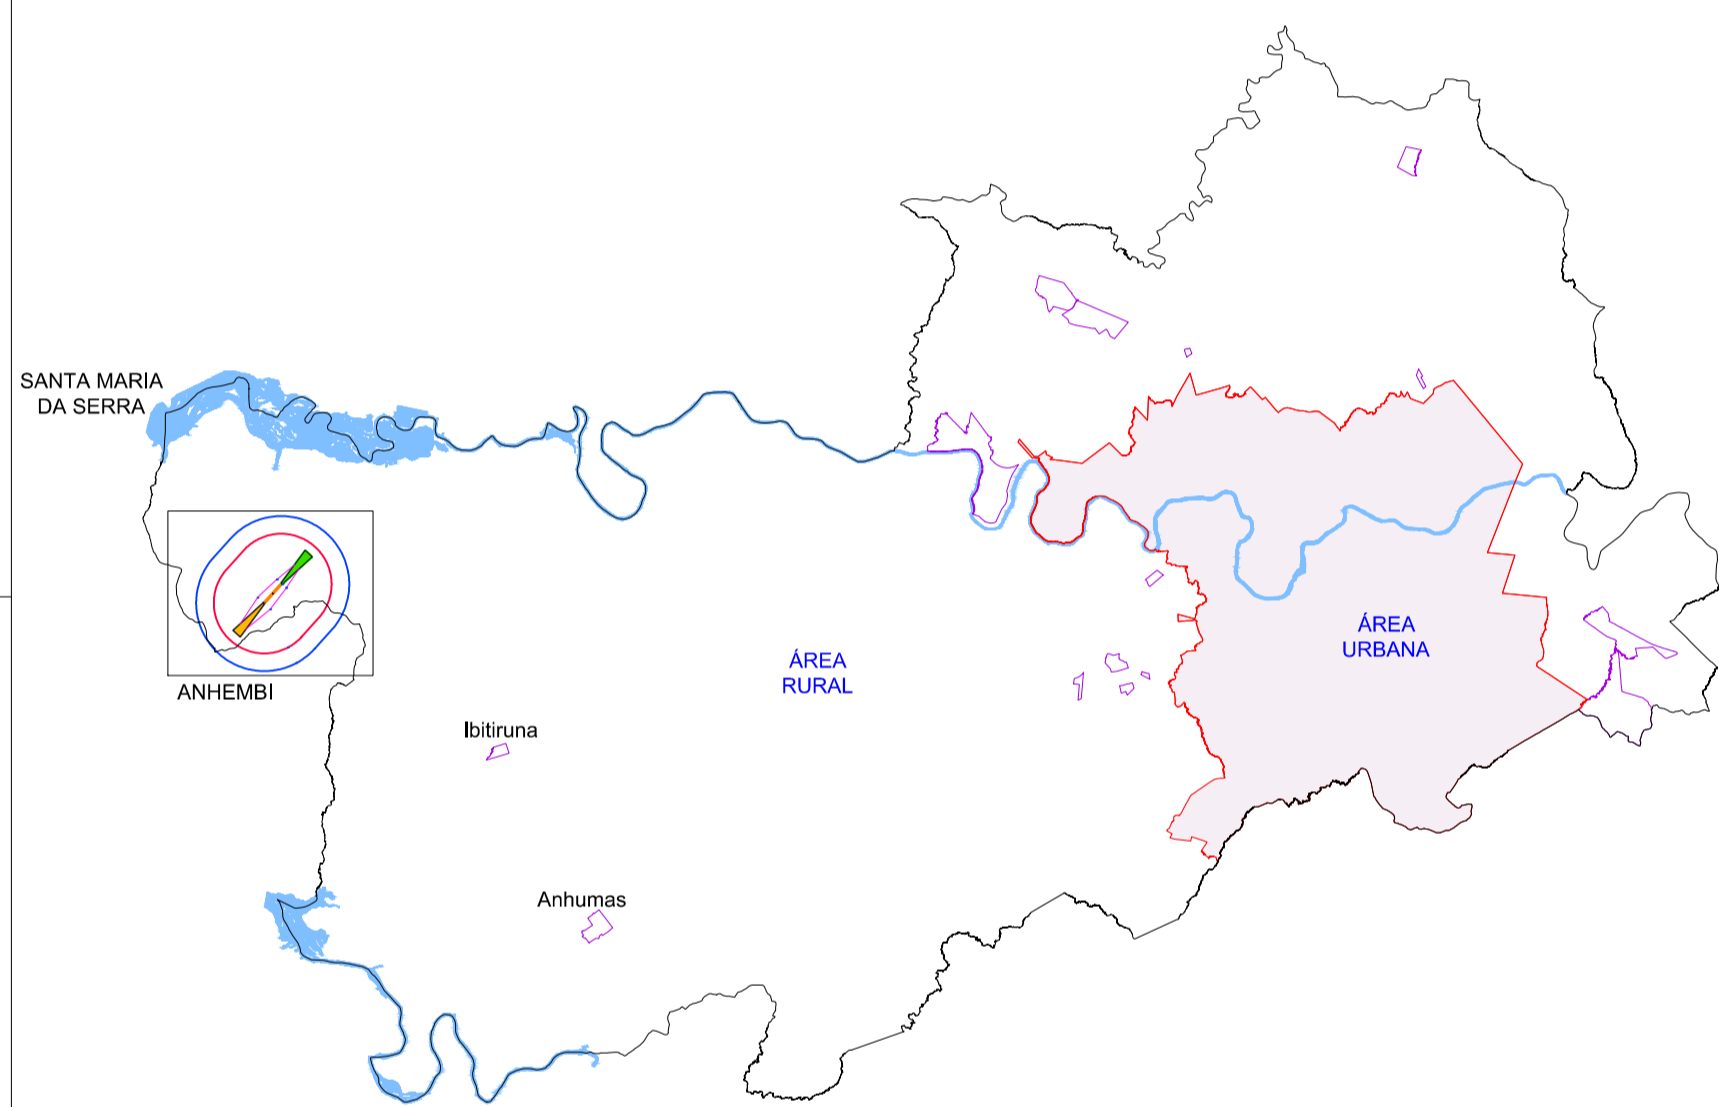 SANTA MARIA
DA SERRA
ANHEMBI
ÁREA
RURAL
ÁREA
URBANA
Ibitiruna
Anhumas